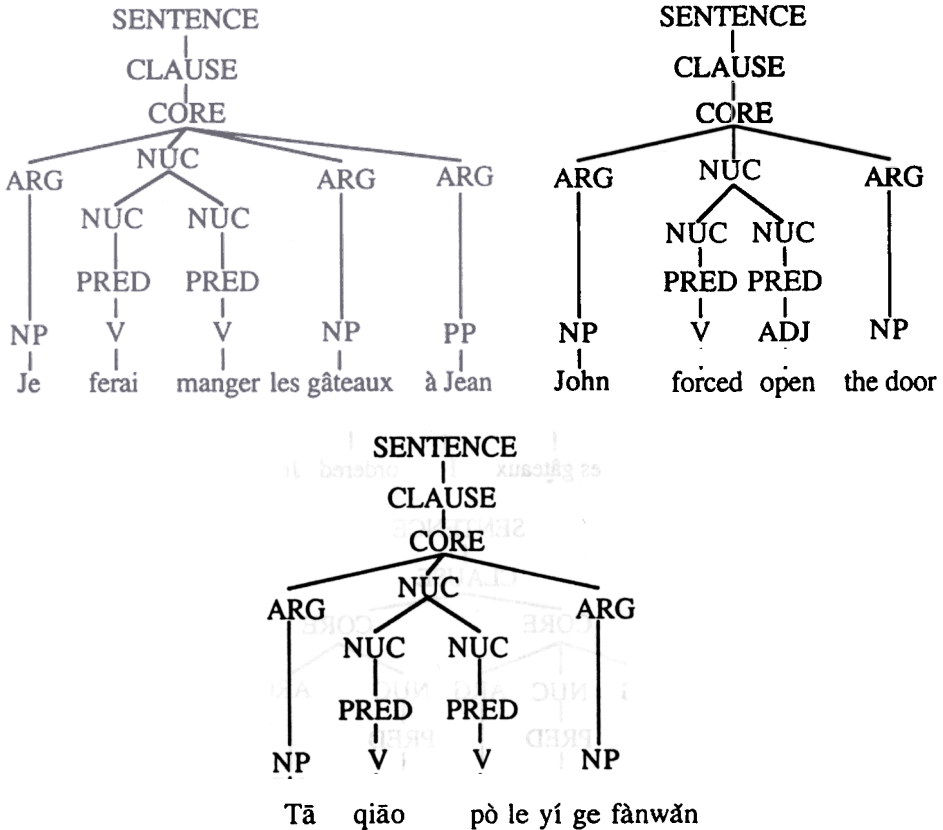 SENTENCE
CLAUSE
CORE
NUC
ARG ARG ARG
NUC NUC
PRED PRED
NP V V NP PP
Je ferai manger les gâteaux à Jean
SENTENCE
CLAUSE
CORE
ARG NUC ARG
NUC NUC
PRED PRED
NP V ADJ NP
John forced open the door
SENTENCE
CLAUSE
CORE
NUC
ARG ARG
NUC NUC
PRED PRED
NP V V NP
Tā qiāo pò le yí ge fànwǎn